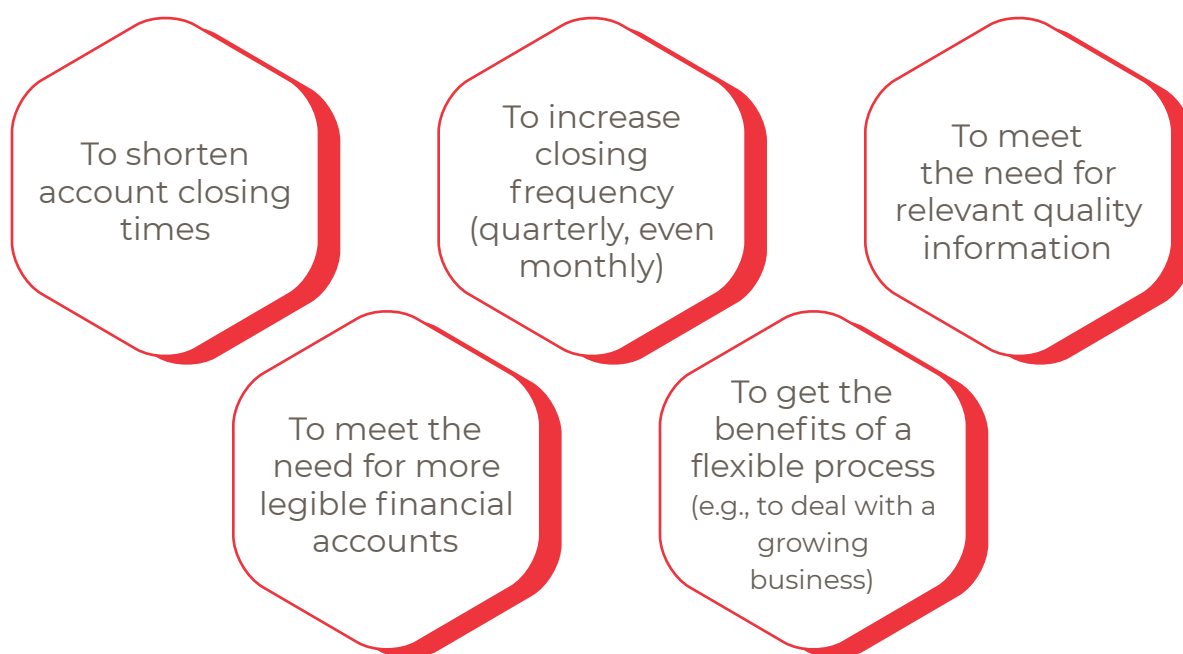 To shorten
account closing
times
To increase
closing
frequency
(quarterly, even
monthly)
To meet
the need for
relevant quality
information
To meet the
need for more
legible financial
accounts
To get the
benefits of a
flexible process
(e.g., to deal with a
growing
business)